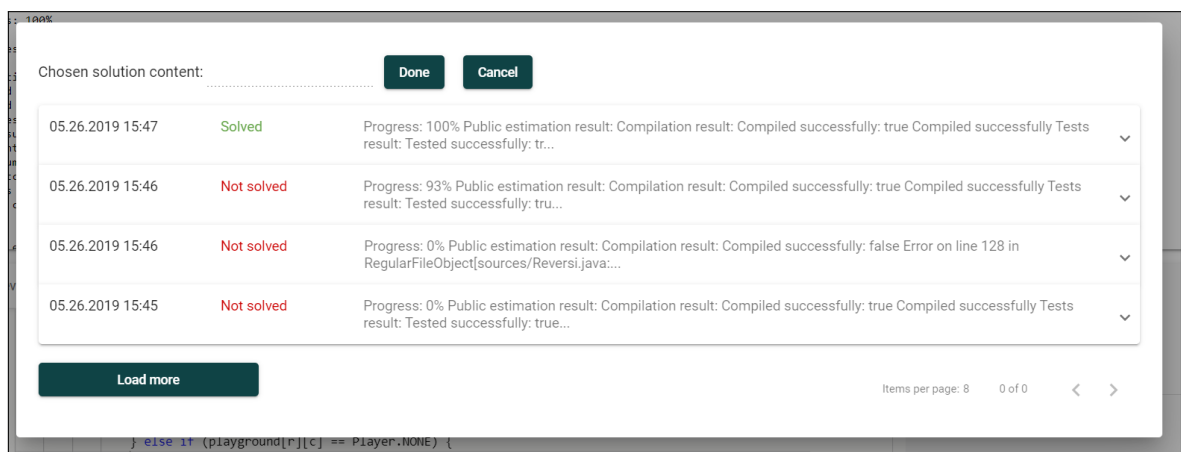 s: 100%
Chosen solution content:
Done
Cancel
05.26.2019 15:47
Solved
Progress: 100% Public estimation result: Compilation result: Compiled successfully: true Compiled successfully Tests
result: Tested successfully: tr...
05.26.2019 15:46
Not solved
Progress: 93% Public estimation result: Compilation result: Compiled successfully: true Compiled successfully Tests
result: Tested successfully: tru...
05.26.2019 15:46
Not solved
Progress: 0% Public estimation result: Compilation result: Compiled successfully: false Error on line 128 in
RegularFileObject[sources/Reversi.java:...
05.26.2019 15:45
Not solved
Progress: 0% Public estimation result: Compilation result: Compiled successfully: true Compiled successfully Tests
result: Tested successfully: true...
Load more
Items per page: 8
0 of 0
} else if (playground[r][c] == Player.NONE) {